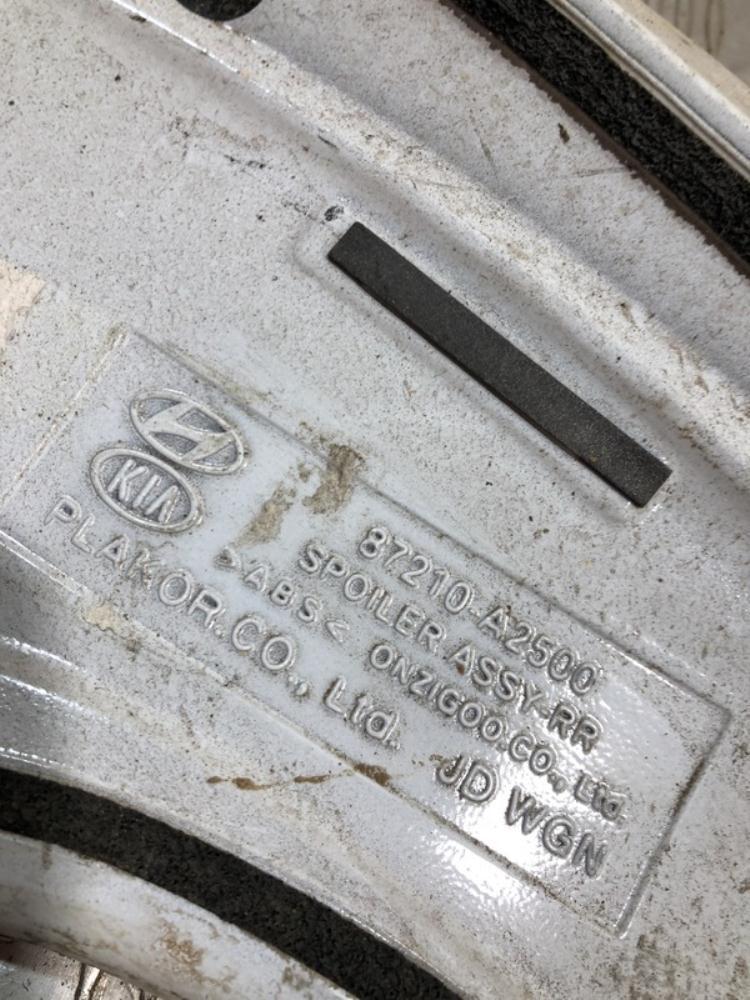 KIA
87210-A2500
SPOILER ASSY-RR
>ABS< ONZIGOO.CO., Ltd.
PLAKOR.CO., Ltd. JD WGN